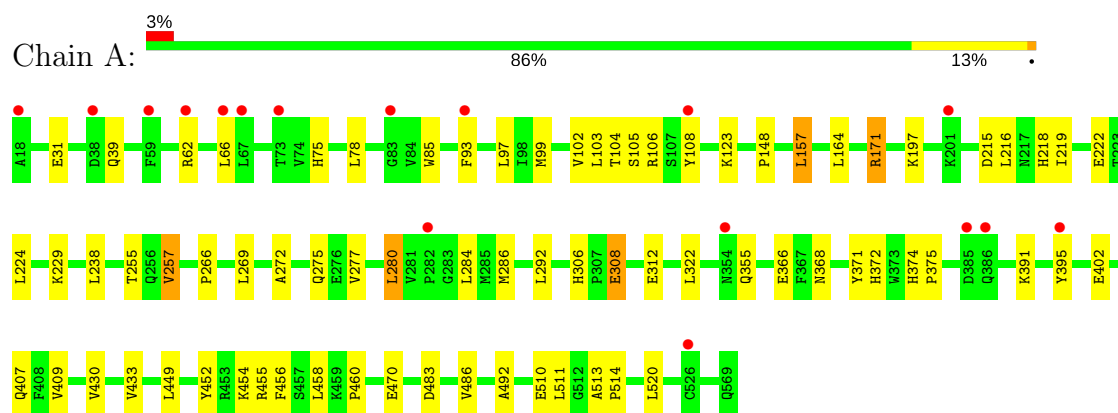 3%
Chain A:
86% 13% •
A18 E31 D38 Q39 F59 R62 L66 L67 T73 V74 H75 L78 G83 V84 W85 F93 L97 I98 M99 V102 L103 T104 S105 R106 S107 Y108 K123 P148 L157 L164 R171 K197 K201 D215 L216 N217 H218 I219 E222
L224 K229 L238 T255 Q256 V257 P266 L269 A272 Q275 E276 V277 L280 V281 P282 G283 L284 M285 M286 L292 H306 P307 E308 E312 L322 N354 Q355 E366 F367 N368 Y371 H372 W373 H374 P375 D385 Q386 K391 Y395 E402
Q407 F408 V409 V430 V433 L449 Y452 R453 K454 R455 F456 S457 L458 K459 P460 E470 D483 V486 A492 E510 L511 G512 A513 P514 L520 C526 Q569